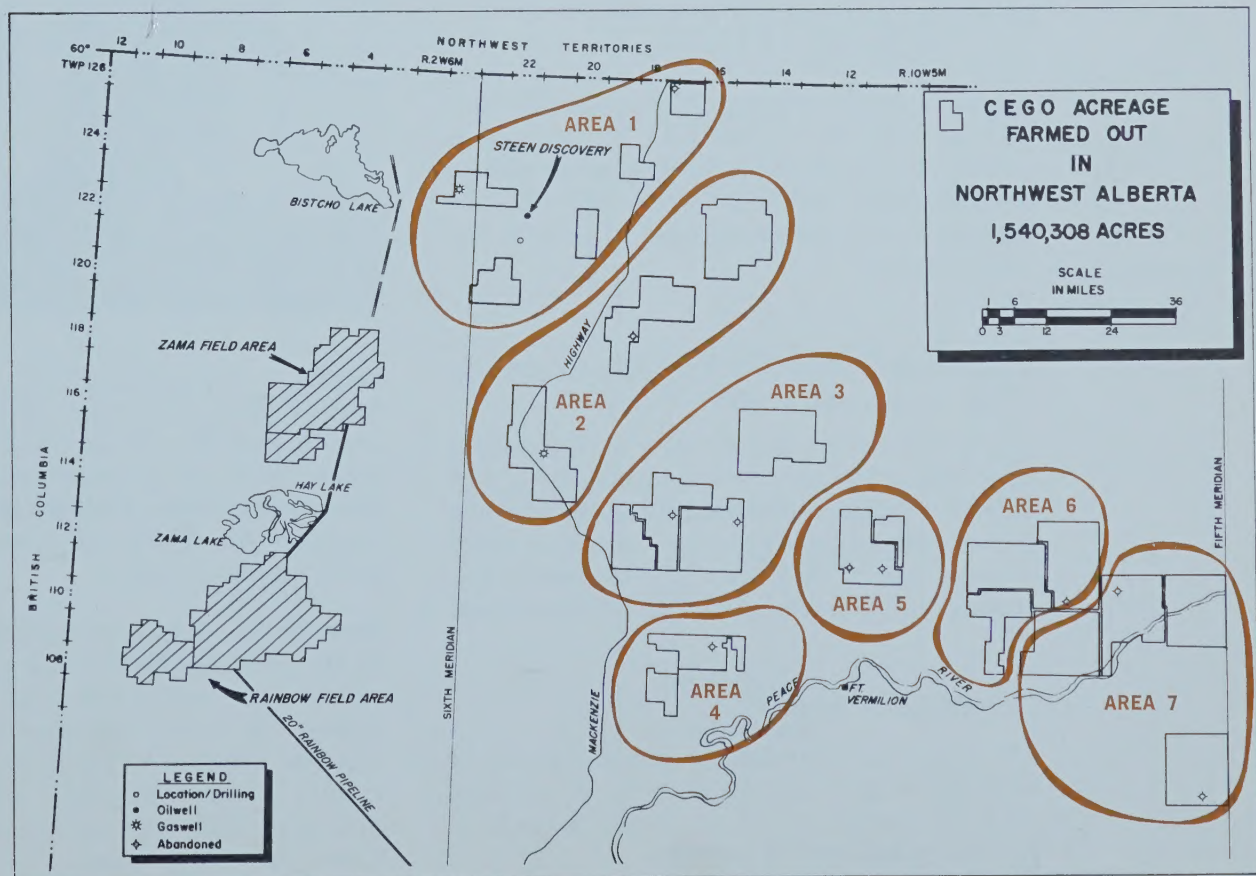 NORTHWEST TERRITORIES
12 10 8 6 4 R.2W6M 22 20 18 16 14 12 R.10W5M
60°
TWP 126
124
122
120
118
116
114
112
110
108
BRITISH COLUMBIA
CEGO ACREAGE
FARMED OUT
IN
NORTHWEST ALBERTA
1,540,308 ACRES
SCALE
IN MILES
1 6 36
0 3 12 24
AREA 1
STEEN DISCOVERY
BISTCHO LAKE
HIGHWAY
ZAMA FIELD AREA
AREA
2
AREA 3
HAY LAKE
ZAMA LAKE
AREA 5
AREA 6
FIFTH MERIDIAN
SIXTH MERIDIAN
RAINBOW FIELD AREA
20" RAINBOW PIPELINE
MACKENZIE
AREA
4
PEACE
RIVER
FT.
VERMILION
AREA 7
LEGEND
Location/Drilling
Oilwell
Gaswell
Abandoned